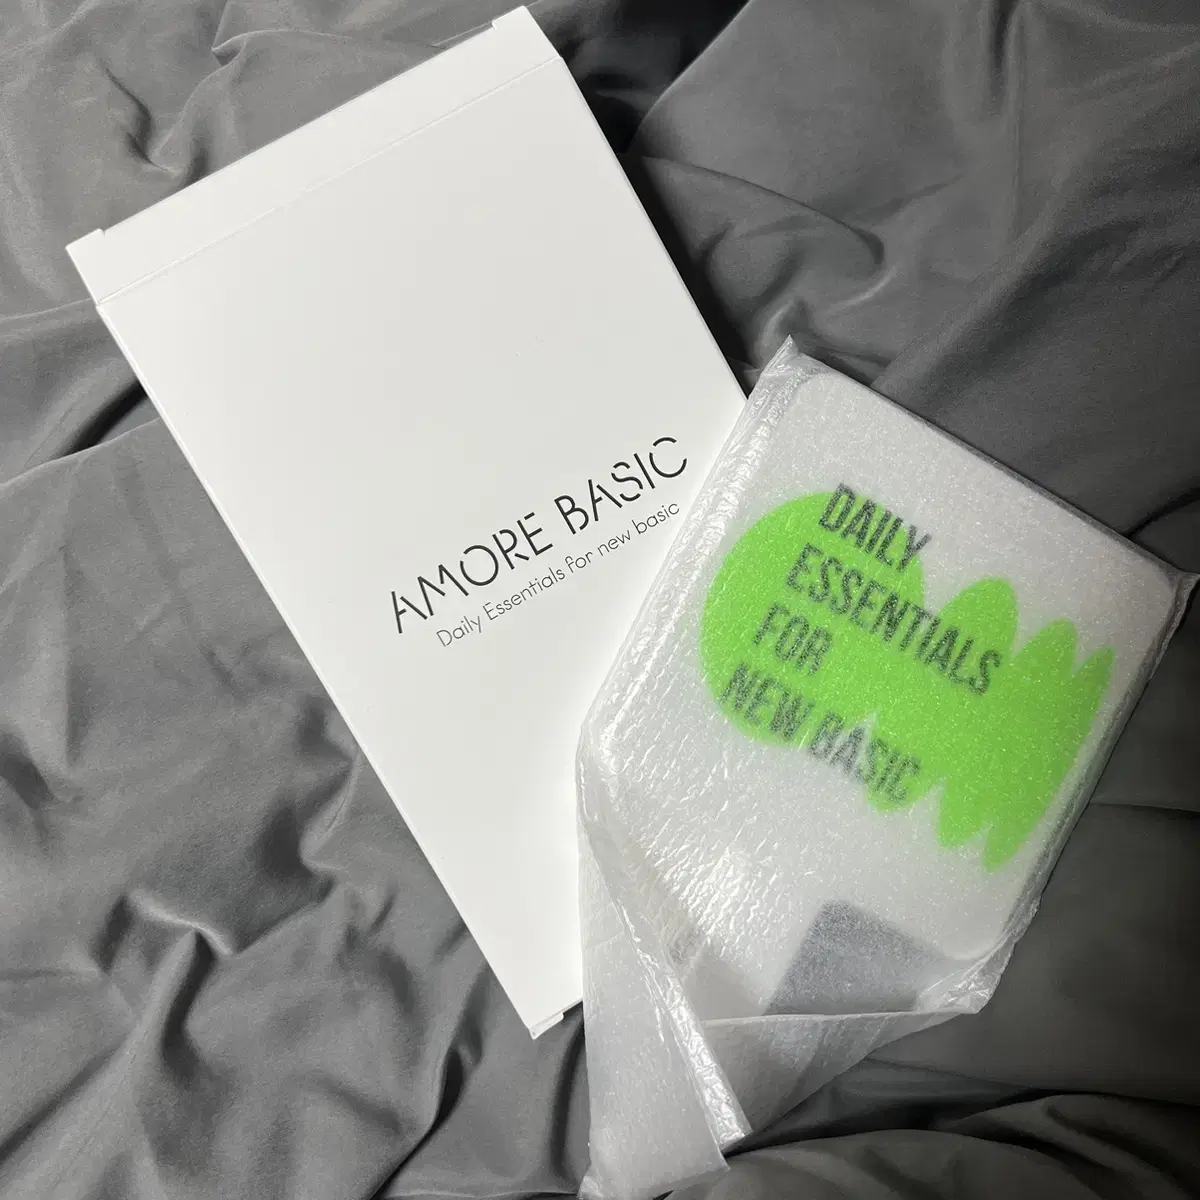 AMORE BASIC
Daily Essentials for new basic
DAILY
ESSENTIALS
FOR
NEW BASIC